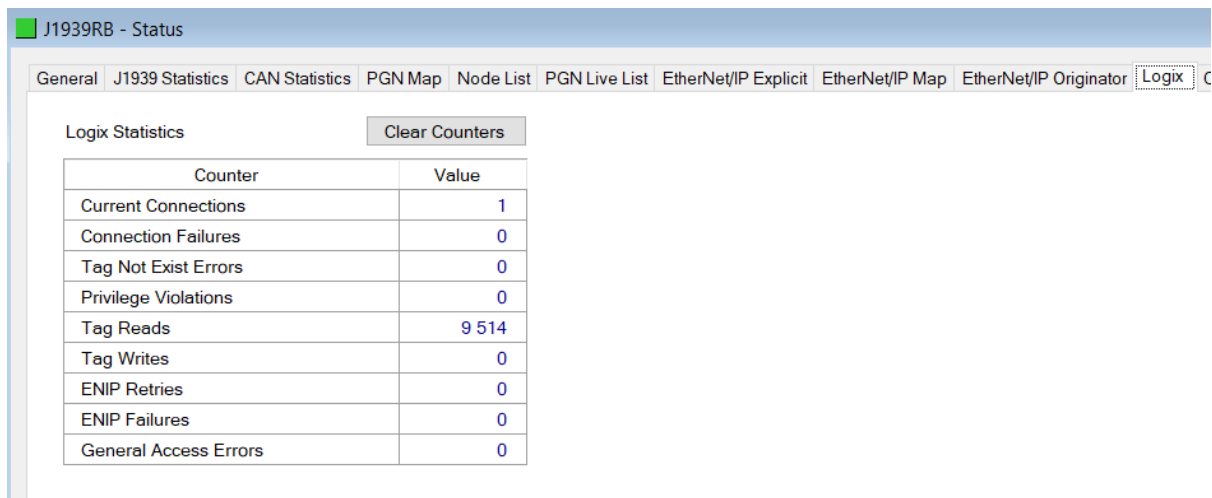 J1939RB - Status
General J1939 Statistics CAN Statistics PGN Map Node List PGN Live List EtherNet/IP Explicit EtherNet/IP Map EtherNet/IP Originator Logix
Logix Statistics Clear Counters
Counter Value
Current Connections 1
Connection Failures 0
Tag Not Exist Errors 0
Privilege Violations 0
Tag Reads 9 514
Tag Writes 0
ENIP Retries 0
ENIP Failures 0
General Access Errors 0